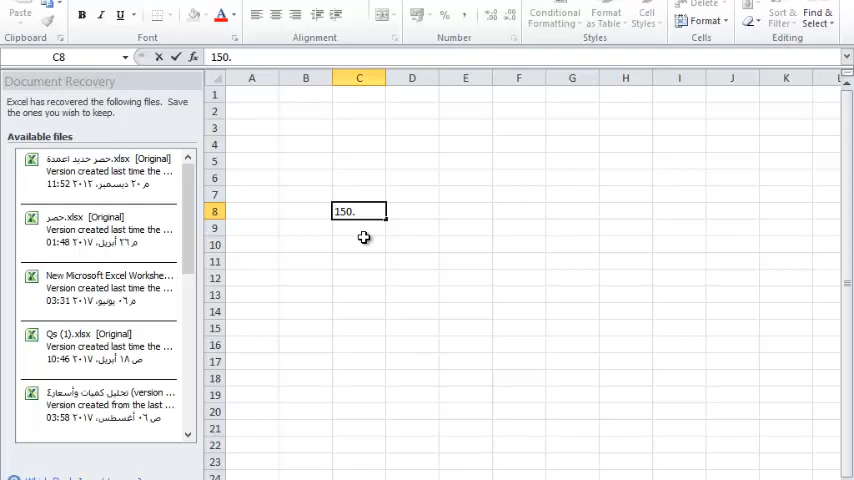 Paste
B I U A
%
Conditional Format Cell
Formatting as Table Styles
Delete
Format
Sort & Find &
Filter Select
Clipboard Font Alignment Number Styles Cells Editing
C8 fx 150.
Document Recovery
Excel has recovered the following files. Save
the ones you wish to keep.
Available files
حصر حديد اعمدة.xlsx [Original]
Version created last time the ...
11:52 م ٢٠ ديسمبر، ٢٠١٢
حصر.xlsx [Original]
Version created last time the ...
01:48 م ٢٦ أبريل، ٢٠١٧
New Microsoft Excel Workshe...
Version created last time the ...
03:31 م ٠٦ يونيو، ٢٠١٧
Qs (1).xlsx [Original]
Version created last time the ...
10:46 ص ١٨ أبريل، ٢٠١٧
تحليل كميات وأسعار٤ (version ...
Version created from the last ...
03:58 ص ٠٦ أغسطس، ٢٠١٧
A B C D E F G H I J K L
1
2
3
4
5
6
7
8 150.
9
10
11
12
13
14
15
16
17
18
19
20
21
22
23
24